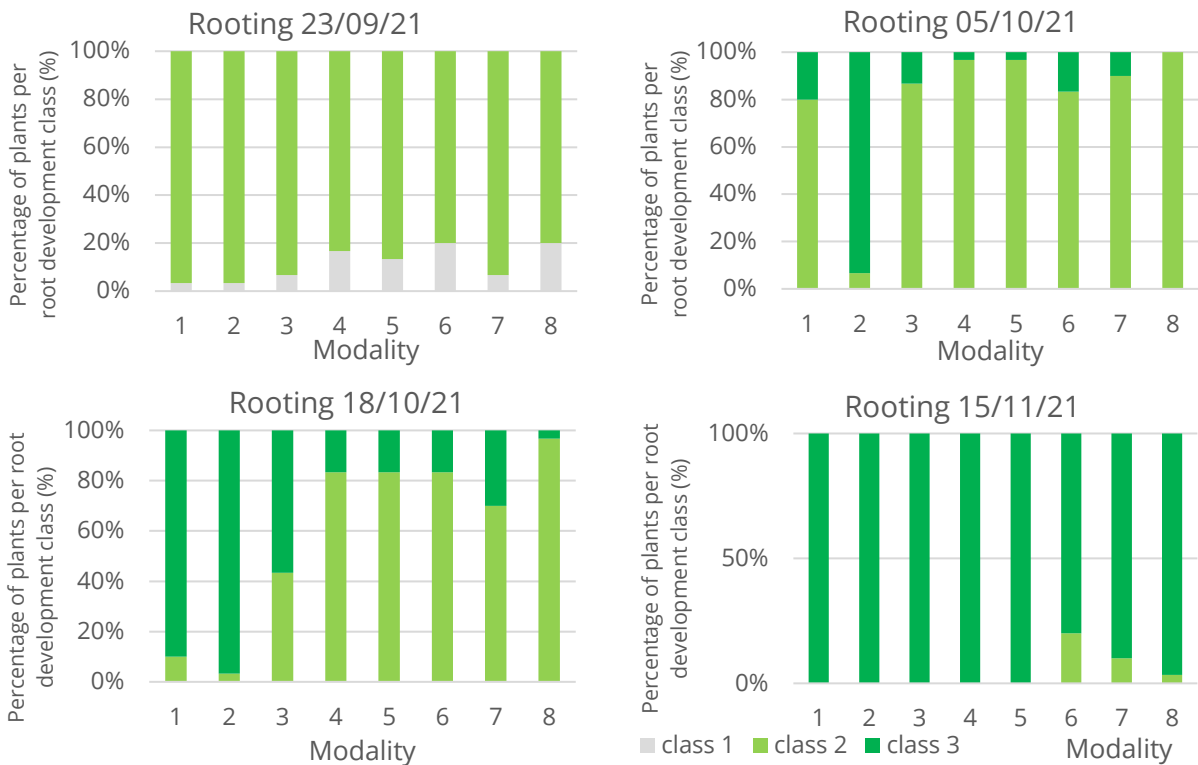 Rooting 23/09/21
Percentage of plants per
root development class (%)
100%
80%
60%
40%
20%
0%
1 2 3 4 5 6 7 8
Modality
Rooting 05/10/21
Percentage of plants per
root development class (%)
100%
80%
60%
40%
20%
0%
1 2 3 4 5 6 7 8
Modality
Rooting 18/10/21
Percentage of plants per root
development class (%)
100%
80%
60%
40%
20%
0%
1 2 3 4 5 6 7 8
Modality
Rooting 15/11/21
Percentage of plants per root
development class (%)
100%
50%
0%
1 2 3 4 5 6 7 8
class 1 class 2 class 3
Modality